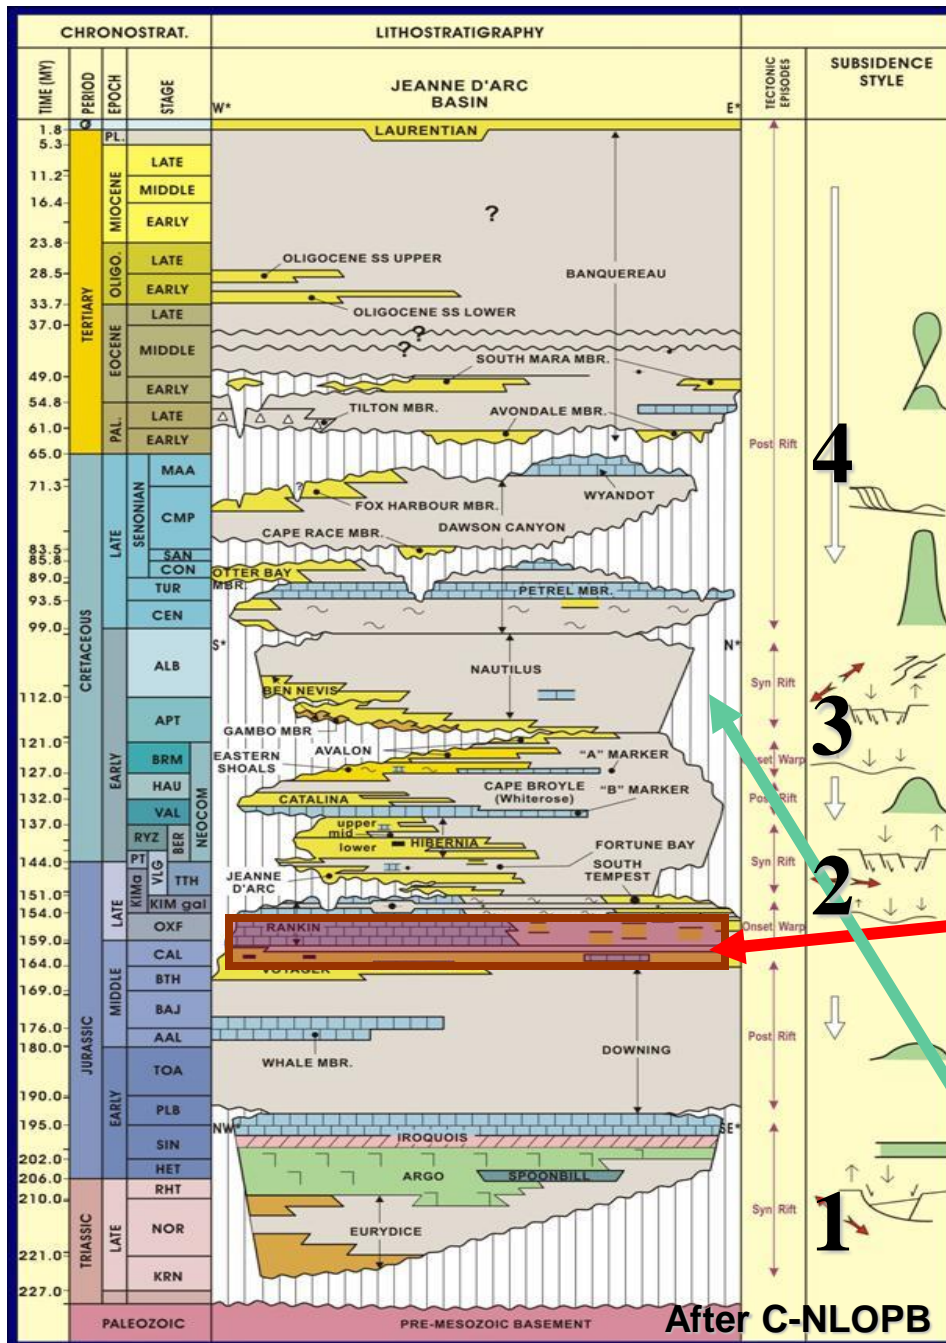 CHRONOSTRAT.
LITHOSTRATIGRAPHY
TIME (MY)
PERIOD
EPOCH
STAGE
JEANNE D'ARC
BASIN
W*
E*
TECTONIC
EPISODES
SUBSIDENCE
STYLE
1.8
5.3
11.2
16.4
23.8
28.5
33.7
37.0
49.0
54.8
61.0
65.0
71.3
83.5
85.8
89.0
93.5
99.0
112.0
121.0
127.0
132.0
137.0
144.0
151.0
154.0
159.0
164.0
169.0
176.0
180.0
190.0
195.0
202.0
206.0
210.0
221.0
227.0
Q
TERTIARY
CRETACEOUS
JURASSIC
TRIASSIC
PL.
MIOCENE
OLIGO.
EOCENE
PAL.
LATE
EARLY
LATE
MIDDLE
EARLY
LATE
LATE
MIDDLE
EARLY
LATE
EARLY
LATE
MIDDLE
EARLY
LATE
EARLY
SENONIAN
MAA
CMP
SAN
CON
TUR
CEN
ALB
APT
BRM
HAU
VAL
RYZ
BER
NEOCOM
PT
VLG
TTH
KIMa
KIM gal
OXF
CAL
BTH
BAJ
AAL
TOA
PLB
SIN
HET
RHT
NOR
KRN
PALEOZOIC
LAURENTIAN
?
OLIGOCENE SS UPPER
BANQUEREAU
OLIGOCENE SS LOWER
?
?
SOUTH MARA MBR.
TILTON MBR.
AVONDALE MBR.
?
WYANDOT
FOX HARBOUR MBR.
DAWSON CANYON
CAPE RACE MBR.
OTTER BAY
MBR.
PETREL MBR.
S*
N*
NAUTILUS
BEN NEVIS
GAMBO MBR
AVALON
EASTERN
SHOALS
"A" MARKER
CATALINA
CAPE BROYLE
(Whiterose)
"B" MARKER
upper
mid
lower
HIBERNIA
FORTUNE BAY
JEANNE
D'ARC
SOUTH
TEMPEST
RANKIN
VOYAGER
WHALE MBR.
DOWNING
NW*
SE*
IROQUOIS
ARGO
SPOONBILL
EURYDICE
PRE-MESOZOIC BASEMENT
Post Rift
Syn Rift
Onset Warp
Post Rift
Syn Rift
Onset Warp
Post Rift
Syn Rift
4
3
2
1
After C-NLOPB